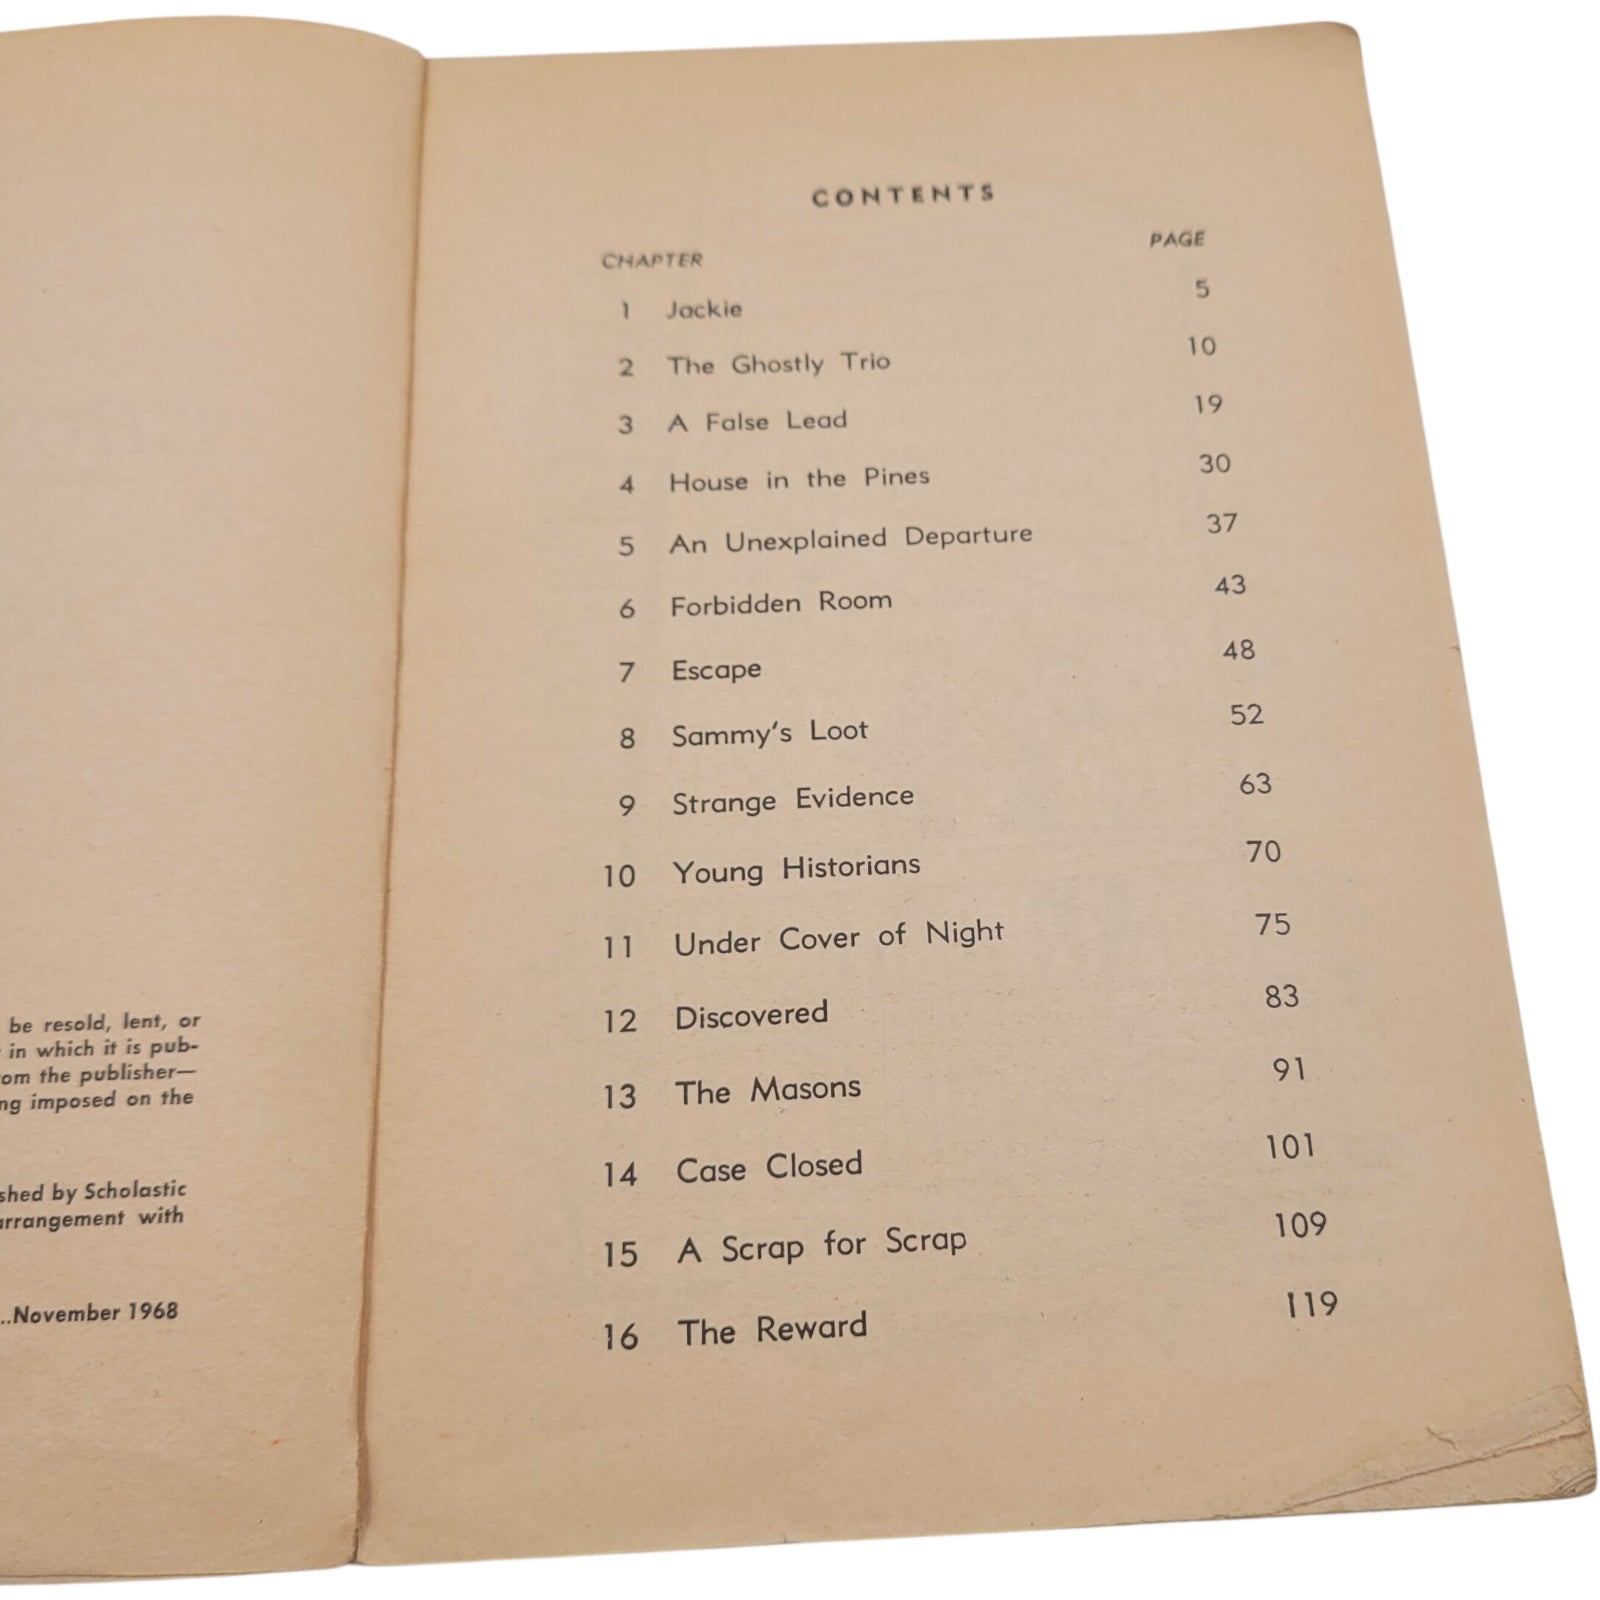 be resold, lent, or
in which it is pub-
om the publisher—
ng imposed on the
shed by Scholastic
arrangement with
..November 1968
CONTENTS
CHAPTER PAGE
1 Jackie 5
2 The Ghostly Trio 10
3 A False Lead 19
4 House in the Pines 30
5 An Unexplained Departure 37
6 Forbidden Room 43
7 Escape 48
8 Sammy's Loot 52
9 Strange Evidence 63
10 Young Historians 70
11 Under Cover of Night 75
12 Discovered 83
13 The Masons 91
14 Case Closed 101
15 A Scrap for Scrap 109
16 The Reward 119